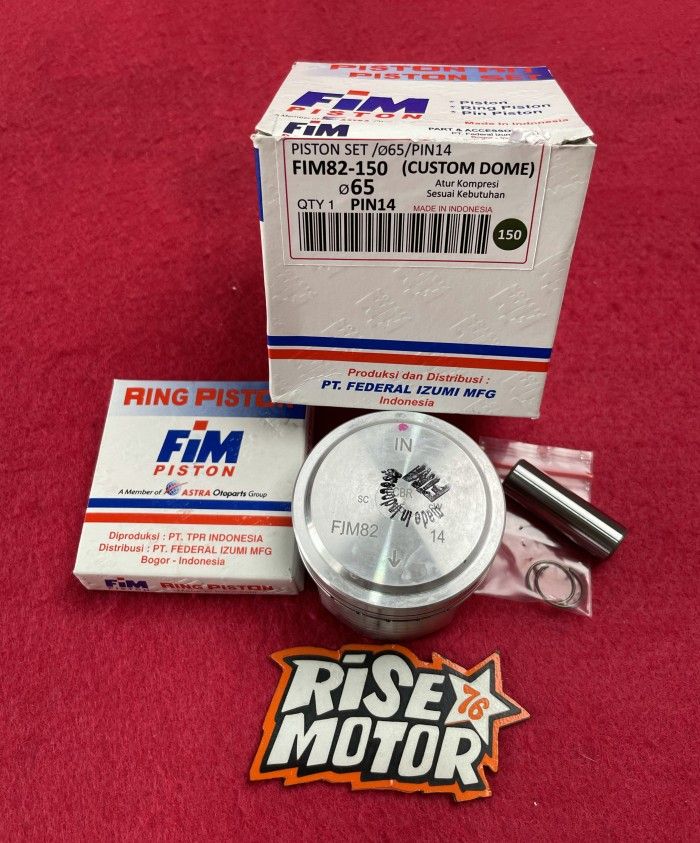 PISTON SET
FiM
PISTON
* Piston
* Ring Piston
* Pin Piston
Made in Indonesia
FiM
PISTON SET /Ø65/PIN14
FIM82-150 (CUSTOM DOME)
Ø65
Atur Kompresi
Sesuai Kebutuhan
QTY 1 PIN14
MADE IN INDONESIA
150
Produksi dan Distribusi :
PT. FEDERAL IZUMI MFG
Indonesia
RING PISTON
FiM
PISTON
A Member of ASTRA Otoparts Group
Diproduksi : PT. TPR INDONESIA
Distribusi : PT. FEDERAL IZUMI MFG
Bogor - Indonesia
FiM RING PISTON
IN
SC
CBR
FIM
Made in Indonesia
FJM82
14
RiSE
76
MOTOR